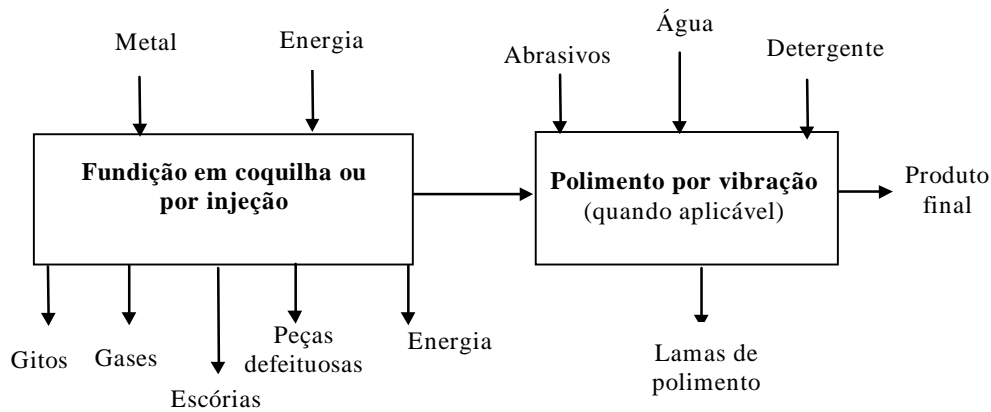 Metal
Energia
Fundição em coquilha ou
por injeção
Gitos
Gases
Escórias
Peças
defeituosas
Energia
Abrasivos
Água
Detergente
Polimento por vibração
(quando aplicável)
Lamas de
polimento
Produto
final